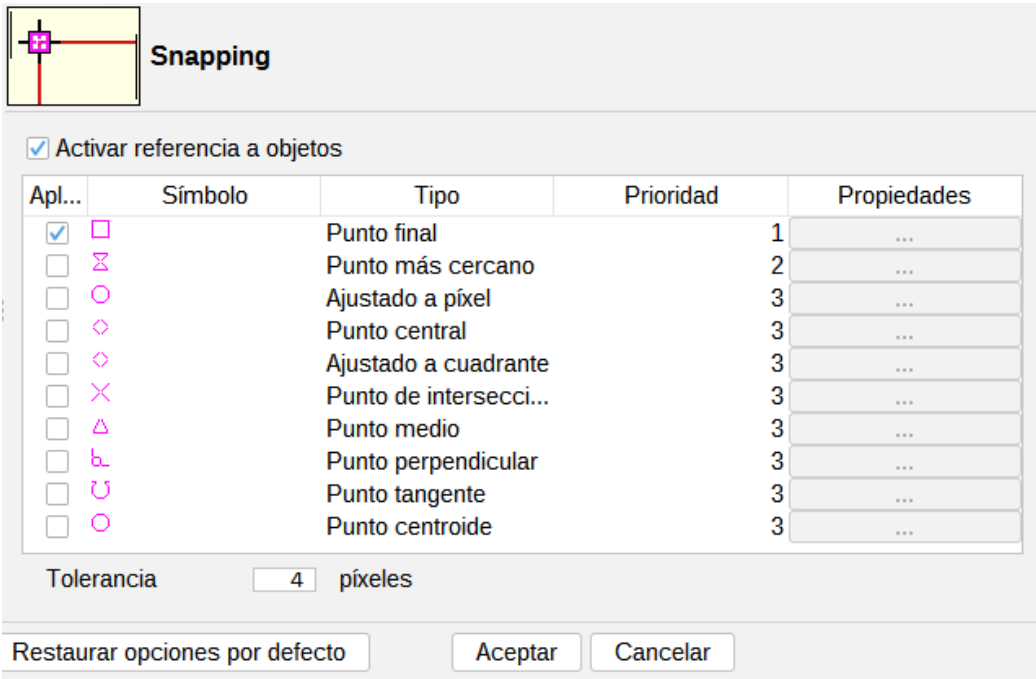 Snapping
Activar referencia a objetos
Apl... Símbolo Tipo Prioridad Propiedades
Punto final 1 ...
Punto más cercano 2 ...
Ajustado a píxel 3 ...
Punto central 3 ...
Ajustado a cuadrante 3 ...
Punto de intersecci... 3 ...
Punto medio 3 ...
Punto perpendicular 3 ...
Punto tangente 3 ...
Punto centroide 3 ...
Tolerancia 4 píxeles
Restaurar opciones por defecto Aceptar Cancelar